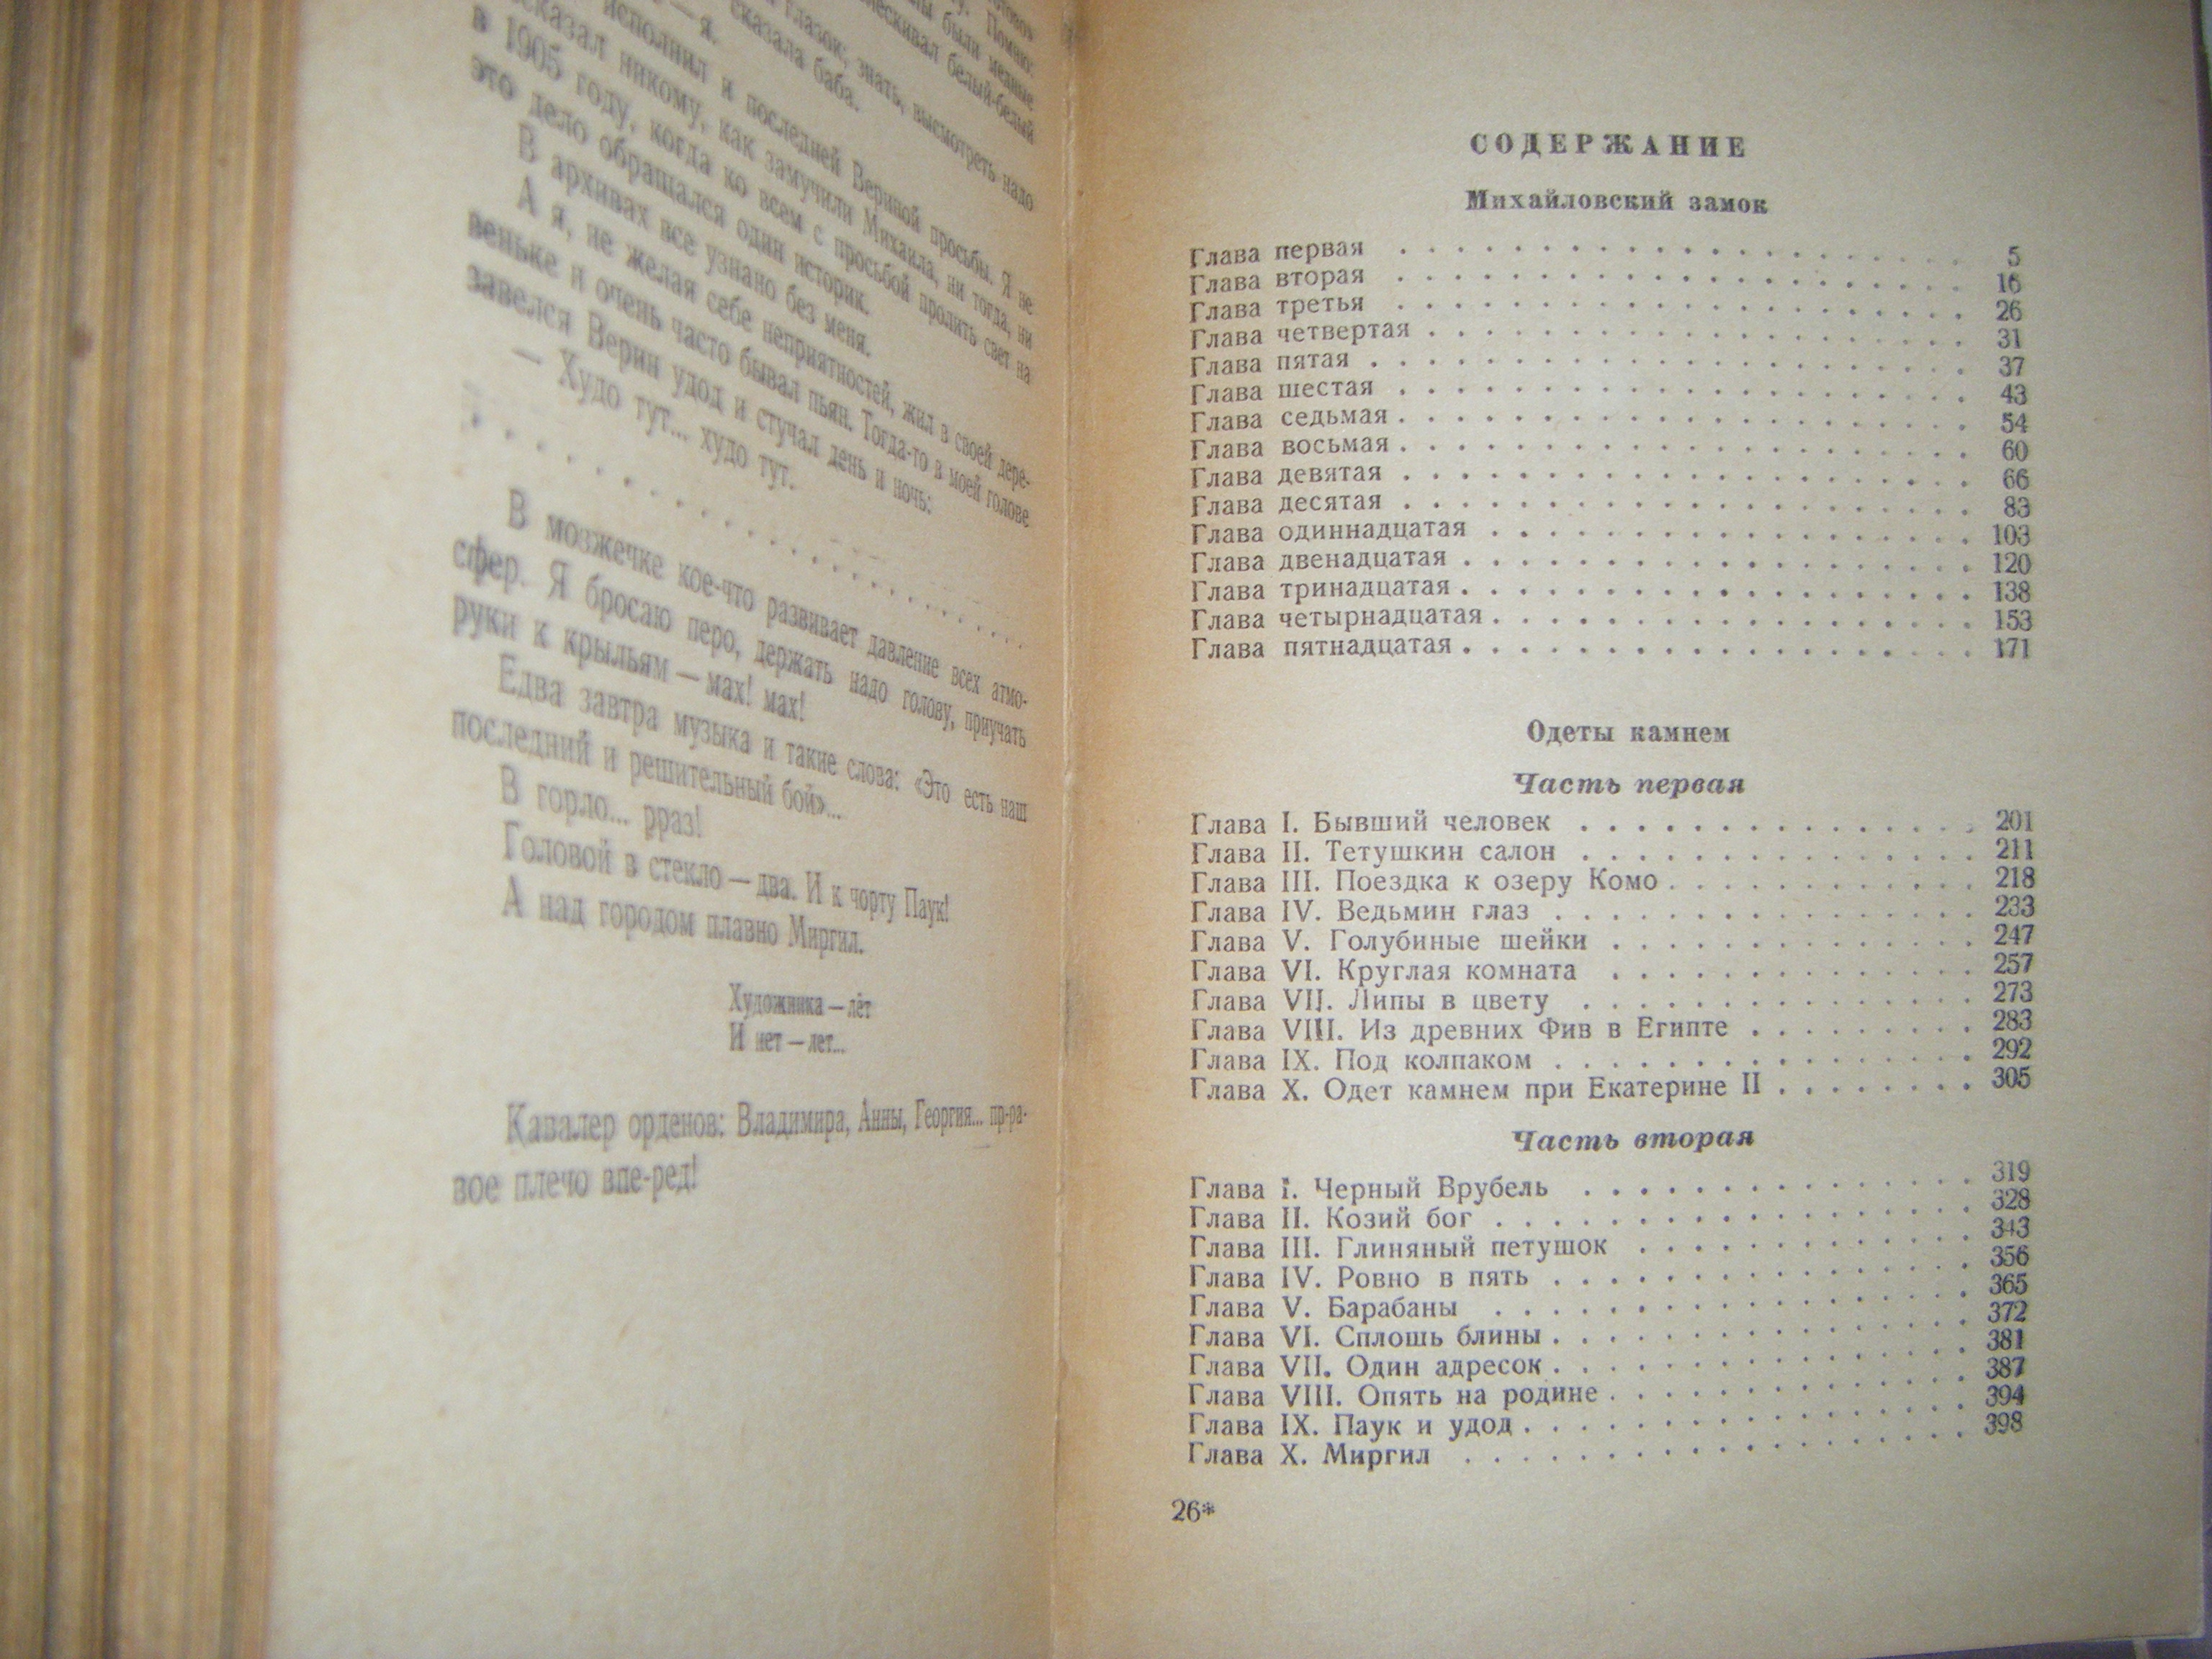 сказала баба.
глазок, знать, высмотреть надо
исполнил и последней Вериной просьбы. Я не
сказал никому, как замучили Михаила, ни тогда, ни
в 1905 году, когда ко всем с просьбой пролить свет на
это дело обращался один историк.
В архивах все узнано без меня.
А я, не желая себе неприятностей, жил в своей дере-
веньке и очень часто бывал пьян. Тогда-то в моей голове
завелся Верин удод и стучал день и ночь:
— Худо тут... худо тут.
В мозжечке кое-что развивает давление всех атмо-
сфер. Я бросаю перо, держать надо голову, приучать
руки к крыльям — мах! мах!
Едва завтра музыка и такие слова: «Это есть наш
последний и решительный бой»...
В горло... рраз!
Головой в стекло — два. И к чорту Паук!
А над городом плавно Миргил.
Художника — лёт
И нет — лет...
Кавалер орденов: Владимира, Анны, Георгия... пр-ра-
вое плечо впе-ред!
СОДЕРЖАНИЕ
Михайловский замок
Глава первая . . . . . . . . . . . . . . . . . . . . 5
Глава вторая . . . . . . . . . . . . . . . . . . . . 16
Глава третья . . . . . . . . . . . . . . . . . . . . 26
Глава четвертая . . . . . . . . . . . . . . . . . . . 31
Глава пятая . . . . . . . . . . . . . . . . . . . . . 37
Глава шестая . . . . . . . . . . . . . . . . . . . . 43
Глава седьмая . . . . . . . . . . . . . . . . . . . . 54
Глава восьмая . . . . . . . . . . . . . . . . . . . . 60
Глава девятая . . . . . . . . . . . . . . . . . . . . 66
Глава десятая . . . . . . . . . . . . . . . . . . . . 83
Глава одиннадцатая . . . . . . . . . . . . . . . . . 103
Глава двенадцатая . . . . . . . . . . . . . . . . . . 120
Глава тринадцатая . . . . . . . . . . . . . . . . . . 138
Глава четырнадцатая . . . . . . . . . . . . . . . . . 153
Глава пятнадцатая . . . . . . . . . . . . . . . . . . 171
Одеты камнем
Часть первая
Глава I. Бывший человек . . . . . . . . . . . . . . 201
Глава II. Тетушкин салон . . . . . . . . . . . . . . 211
Глава III. Поездка к озеру Комо . . . . . . . . . . . 218
Глава IV. Ведьмин глаз . . . . . . . . . . . . . . . 233
Глава V. Голубиные шейки . . . . . . . . . . . . . 247
Глава VI. Круглая комната . . . . . . . . . . . . . 257
Глава VII. Липы в цвету . . . . . . . . . . . . . . 273
Глава VIII. Из древних Фив в Египте . . . . . . . . 283
Глава IX. Под колпаком . . . . . . . . . . . . . . . 292
Глава X. Одет камнем при Екатерине II . . . . . . . 305
Часть вторая
Глава I. Черный Врубель . . . . . . . . . . . . . . 319
Глава II. Козий бог . . . . . . . . . . . . . . . . . 328
Глава III. Глиняный петушок . . . . . . . . . . . . 343
Глава IV. Ровно в пять . . . . . . . . . . . . . . . 356
Глава V. Барабаны . . . . . . . . . . . . . . . . . 365
Глава VI. Сплошь блины . . . . . . . . . . . . . . . 372
Глава VII. Один адресок . . . . . . . . . . . . . . . 381
Глава VIII. Опять на родине . . . . . . . . . . . . . 387
Глава IX. Паук и удод . . . . . . . . . . . . . . . . 394
Глава X. Миргил . . . . . . . . . . . . . . . . . . 398
26*